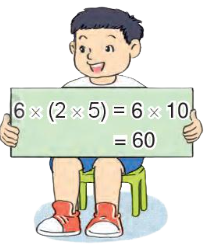 6 × (2 × 5) = 6 × 10
= 60